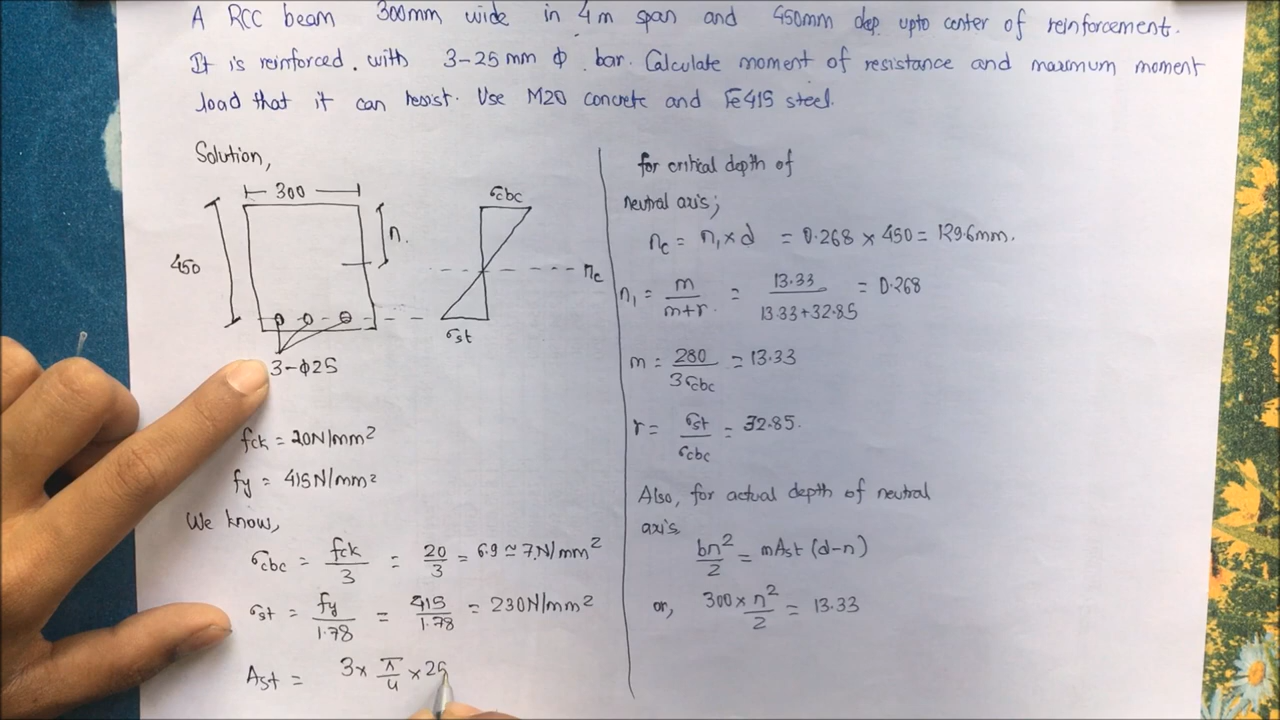 A RCC beam 300mm wide in 4m span and 450mm dep upto center of reinforcement.
It is reinforced. with 3-25mm ϕ bar. Calculate moment of resistance and maximum moment
load that it can resist. Use M20 concrete and Fe415 steel.
Solution,
300
450
n.
σcbc
nc
σst
3-ϕ25
fck = 20N/mm²
fy = 415N/mm²
We know,
σcbc = fck/3 = 20/3 = 6.9 ≃ 7N/mm²
σst = fy/1.78 = 415/1.78 = 230N/mm²
Ast = 3 × π/4 × 25
for critical depth of
neutral axis;
nc = n₁ × d = 0.268 × 450 = 129.6mm.
n₁ = m/m+r. = 13.33/13.33+32.85 = 0.268
m = 280/3σcbc = 13.33
r = σst/σcbc = 32.85.
Also, for actual depth of neutral
axis.
bn²/2 = mAst (d-n)
or, 300 × n²/2 = 13.33